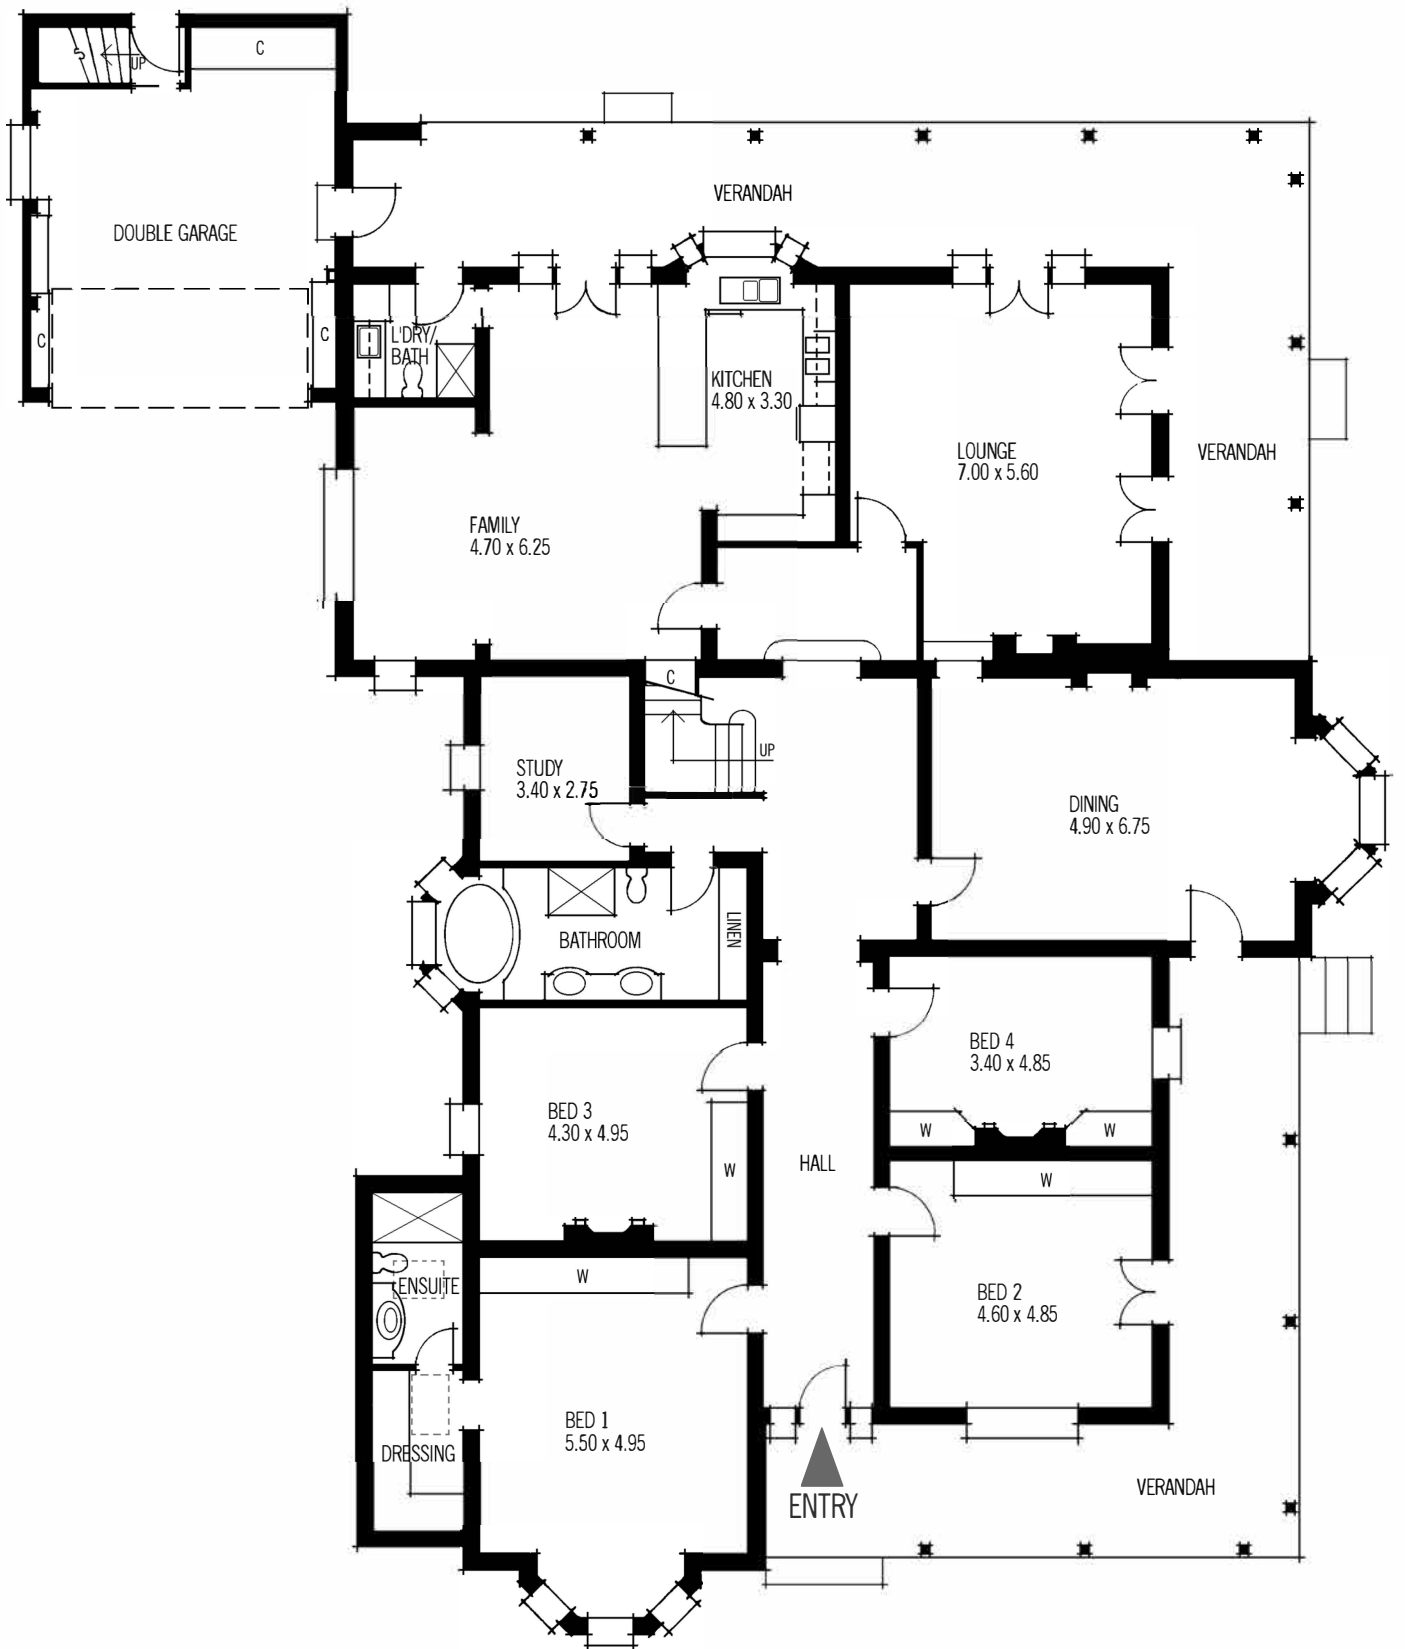 C
UP
5
VERANDAH
DOUBLE GARAGE
C
C
L'DRY/
BATH
KITCHEN
4.80 x 3.30
LOUNGE
7.00 x 5.60
VERANDAH
FAMILY
4.70 x 6.25
C
UP
STUDY
3.40 x 2.75
DINING
4.90 x 6.75
BATHROOM
LINEN
BED 4
3.40 x 4.85
W
W
BED 3
4.30 x 4.95
W
HALL
W
ENSUITE
W
BED 2
4.60 x 4.85
BED 1
5.50 x 4.95
DRESSING
ENTRY
VERANDAH